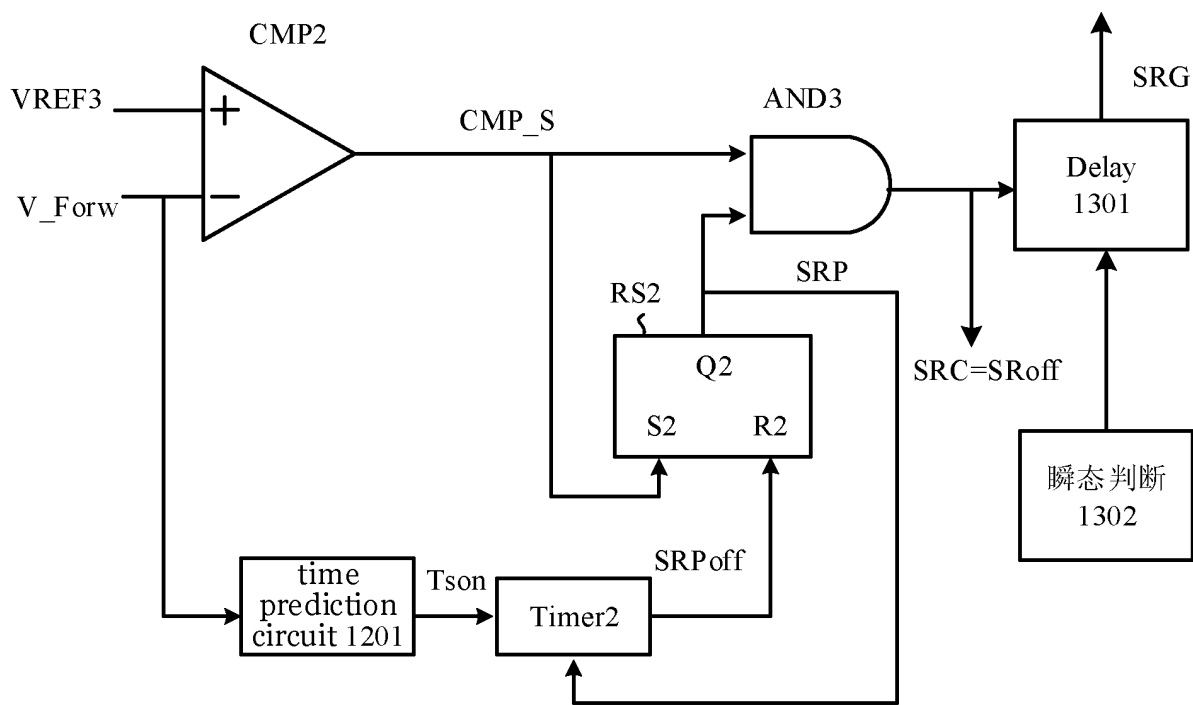 CMP2
VREF3
+
CMP_S
AND3
SRG
V_Forw
−
Delay
1301
SRP
RS2
Q2
S2 R2
SRC=SRoff
瞬态判断
1302
time
prediction
circuit 1201
Tson
Timer2
SRPoff